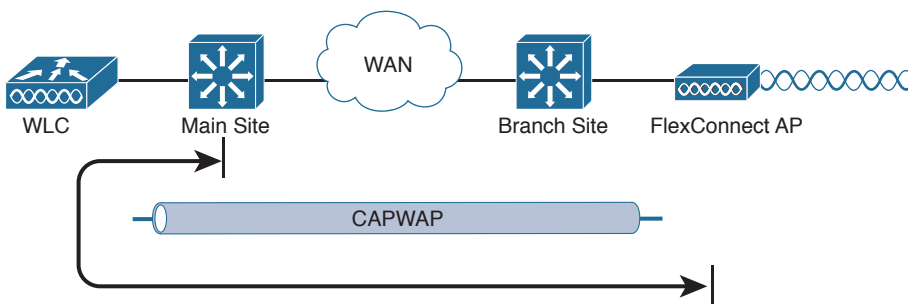 WAN
WLC
Main Site
Branch Site
FlexConnect AP
CAPWAP